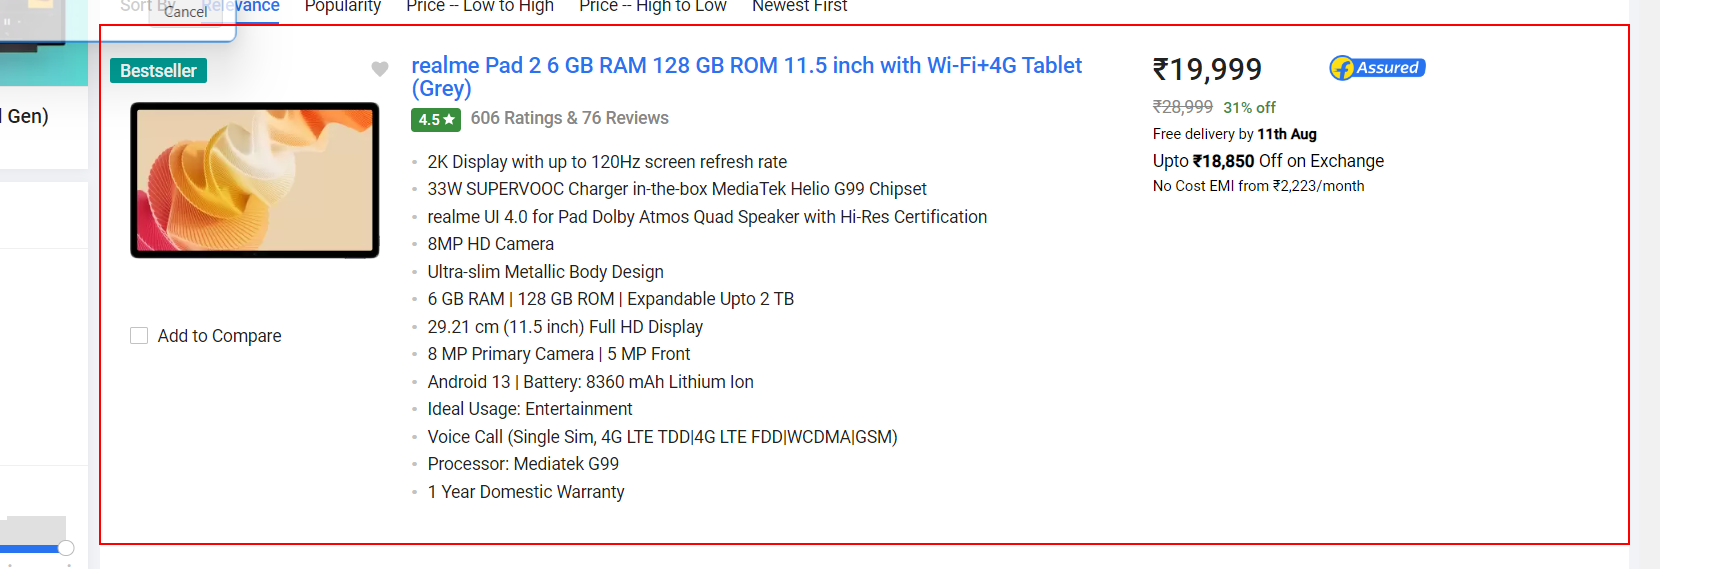 Sort By Relevance Popularity Price -- Low to High Price -- High to Low Newest First
Cancel
Gen)
Bestseller
realme Pad 2 6 GB RAM 128 GB ROM 11.5 inch with Wi-Fi+4G Tablet
(Grey)
4.5★ 606 Ratings & 76 Reviews
2K Display with up to 120Hz screen refresh rate
33W SUPERVOOC Charger in-the-box MediaTek Helio G99 Chipset
realme UI 4.0 for Pad Dolby Atmos Quad Speaker with Hi-Res Certification
8MP HD Camera
Ultra-slim Metallic Body Design
6 GB RAM | 128 GB ROM | Expandable Upto 2 TB
29.21 cm (11.5 inch) Full HD Display
8 MP Primary Camera | 5 MP Front
Android 13 | Battery: 8360 mAh Lithium Ion
Ideal Usage: Entertainment
Voice Call (Single Sim, 4G LTE TDD|4G LTE FDD|WCDMA|GSM)
Processor: Mediatek G99
1 Year Domestic Warranty
Add to Compare
₹19,999
Assured
₹28,999 31% off
Free delivery by 11th Aug
Upto ₹18,850 Off on Exchange
No Cost EMI from ₹2,223/month